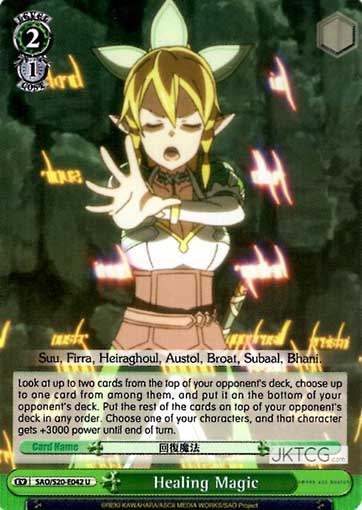 LEVEL
2
1
COST
Suu, Firra, Heiraghoul, Austol, Broat, Subaal, Bhani.
Look at up to two cards from the top of your opponent's deck, choose up
to one card from among them, and put it on the bottom of your
opponent's deck. Put the rest of the cards on top of your opponent's
deck in any order. Choose one of your characters, and that character
gets +3000 power until end of turn.
Card Name 回復魔法
JKTCG.com
EV SAO/S20-E042 U Healing Magic
©REKI KAWAHARA/ASCII MEDIA WORKS/SAO Project